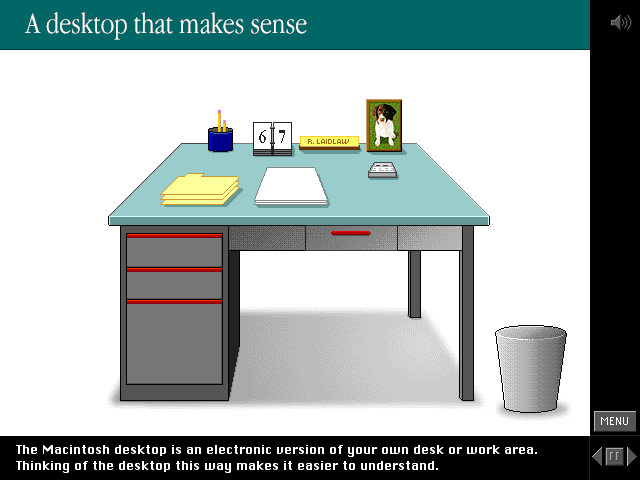 A desktop that makes sense
6 7
R. LAIDLAW
MENU
The Macintosh desktop is an electronic version of your own desk or work area.
Thinking of the desktop this way makes it easier to understand.